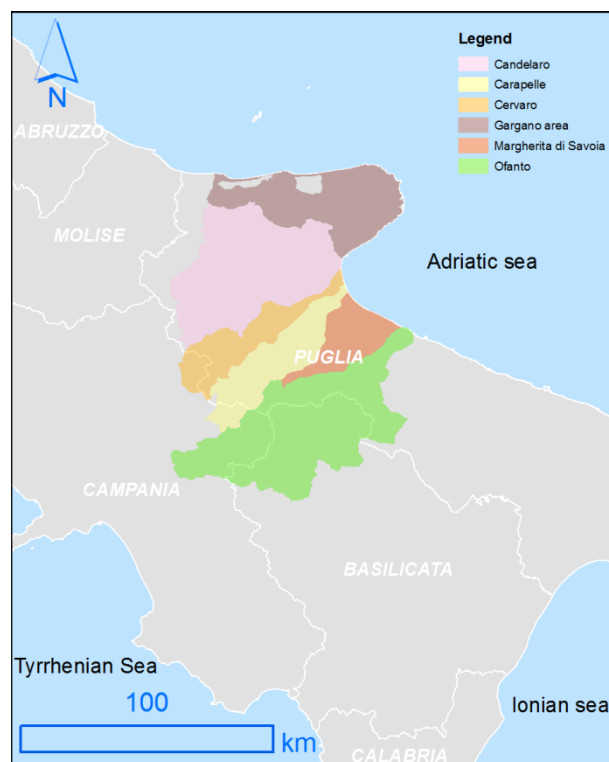 Legend
Candelaro
Carapelle
Cervaro
Gargano area
Margherita di Savoia
Ofanto
N
ABRUZZO
MOLISE
Adriatic sea
PUGLIA
CAMPANIA
BASILICATA
Tyrrhenian Sea
Ionian sea
100
km
CALABRIA